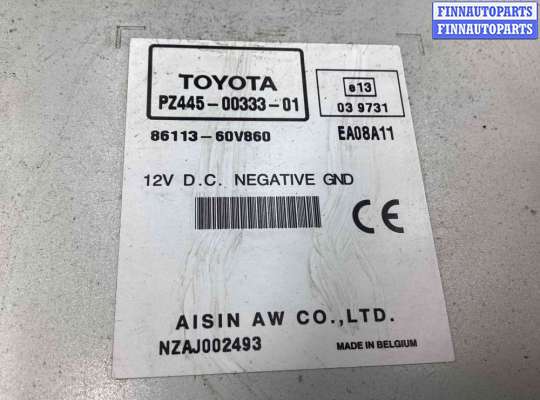 FINNAUTOPARTS
FINNAUTOPARTS
TOYOTA
PZ445-00333-01
e13
03 9731
86113-60V860
EA08A11
12V D.C. NEGATIVE GND
CE
AISIN AW CO.,LTD.
NZAJ002493
MADE IN BELGIUM